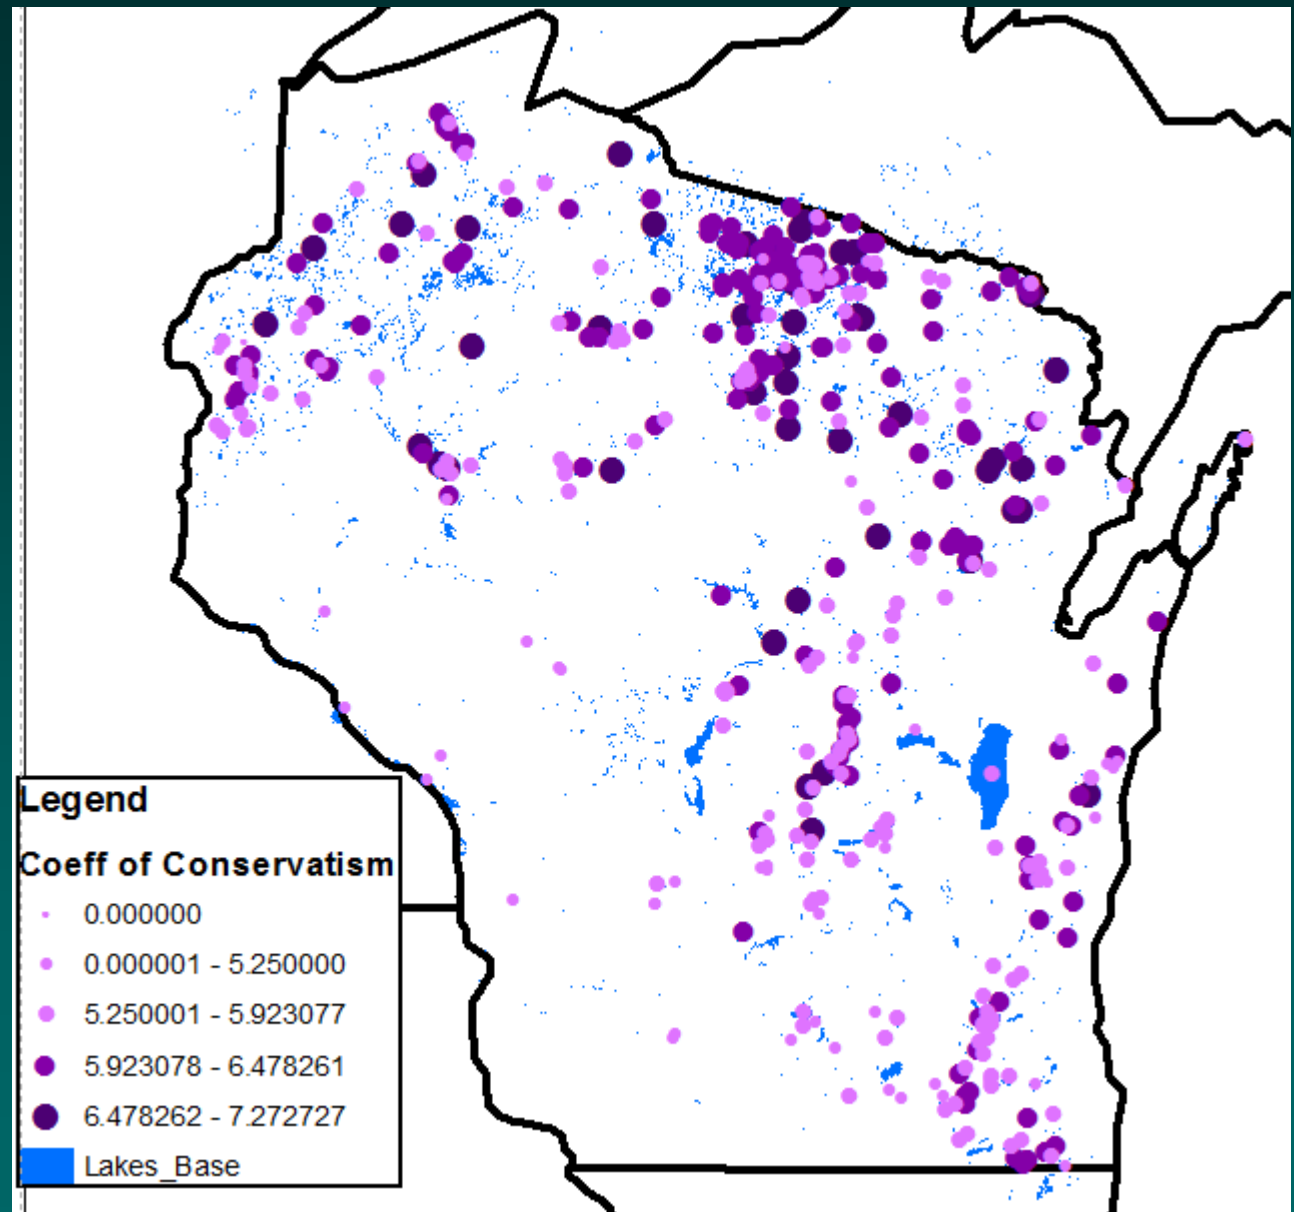 Legend
Coeff of Conservatism
0.000000
0.000001 - 5.250000
5.250001 - 5.923077
5.923078 - 6.478261
6.478262 - 7.272727
Lakes_Base